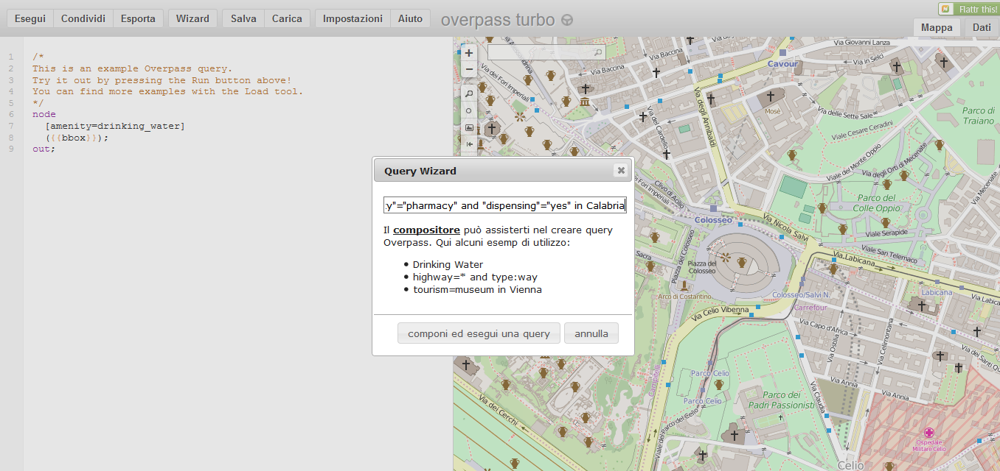 Esegui Condividi Esporta Wizard Salva Carica Impostazioni Aiuto
overpass turbo
Flattr this!
Mappa Dati
1 /*
2 This is an example Overpass query.
3 Try it out by pressing the Run button above!
4 You can find more examples with the Load tool.
5 */
6 node
7 [amenity=drinking_water]
8 ({{bbox}});
9 out;
Query Wizard
y"="pharmacy" and "dispensing"="yes" in Calabria
Il compositore può assisterti nel creare query
Overpass. Qui alcuni esemp di utilizzo:
Drinking Water
highway=* and type:way
tourism=museum in Vienna
componi ed esegui una query annulla
Via Giovanni Lanza
Via Baccina
Via Baccina
Via in Selci
Cavour
Via dei Fori Imperiali
Via degli Annibaldi
Mosè
Via delle Sette Sale
Parco di
Traiano
Via del Cardello
Viale Cesare Ceradini
Viale del Monte Oppio
Via degli Orti di Mecenate
Via Mecenate
Clivo di Acilio
Parco del
Colle Oppio
Colosseo
Via Nicola Salvi
Viale Serapide
Viale San Telemaco
Piazza del Colosseo
Piazza del
Colosseo
Via Labicana
Labicana
Via Labica
Sacra
Arco di Costantino
Colosseo/Salvi N.
Carrefour
Via Celio Vibenna
Via Capo d'Africa
Via Ostilia
Via Celimontana
Via dei Santi Qu
Parco Celio
Parco Celio
Via Annia
Via Annia
Via Claudia
Parco dei
Padri Passionisti
Via dei Cerchi
Viale del Parco del Celio
Ospedale
Militare Celio
Celio